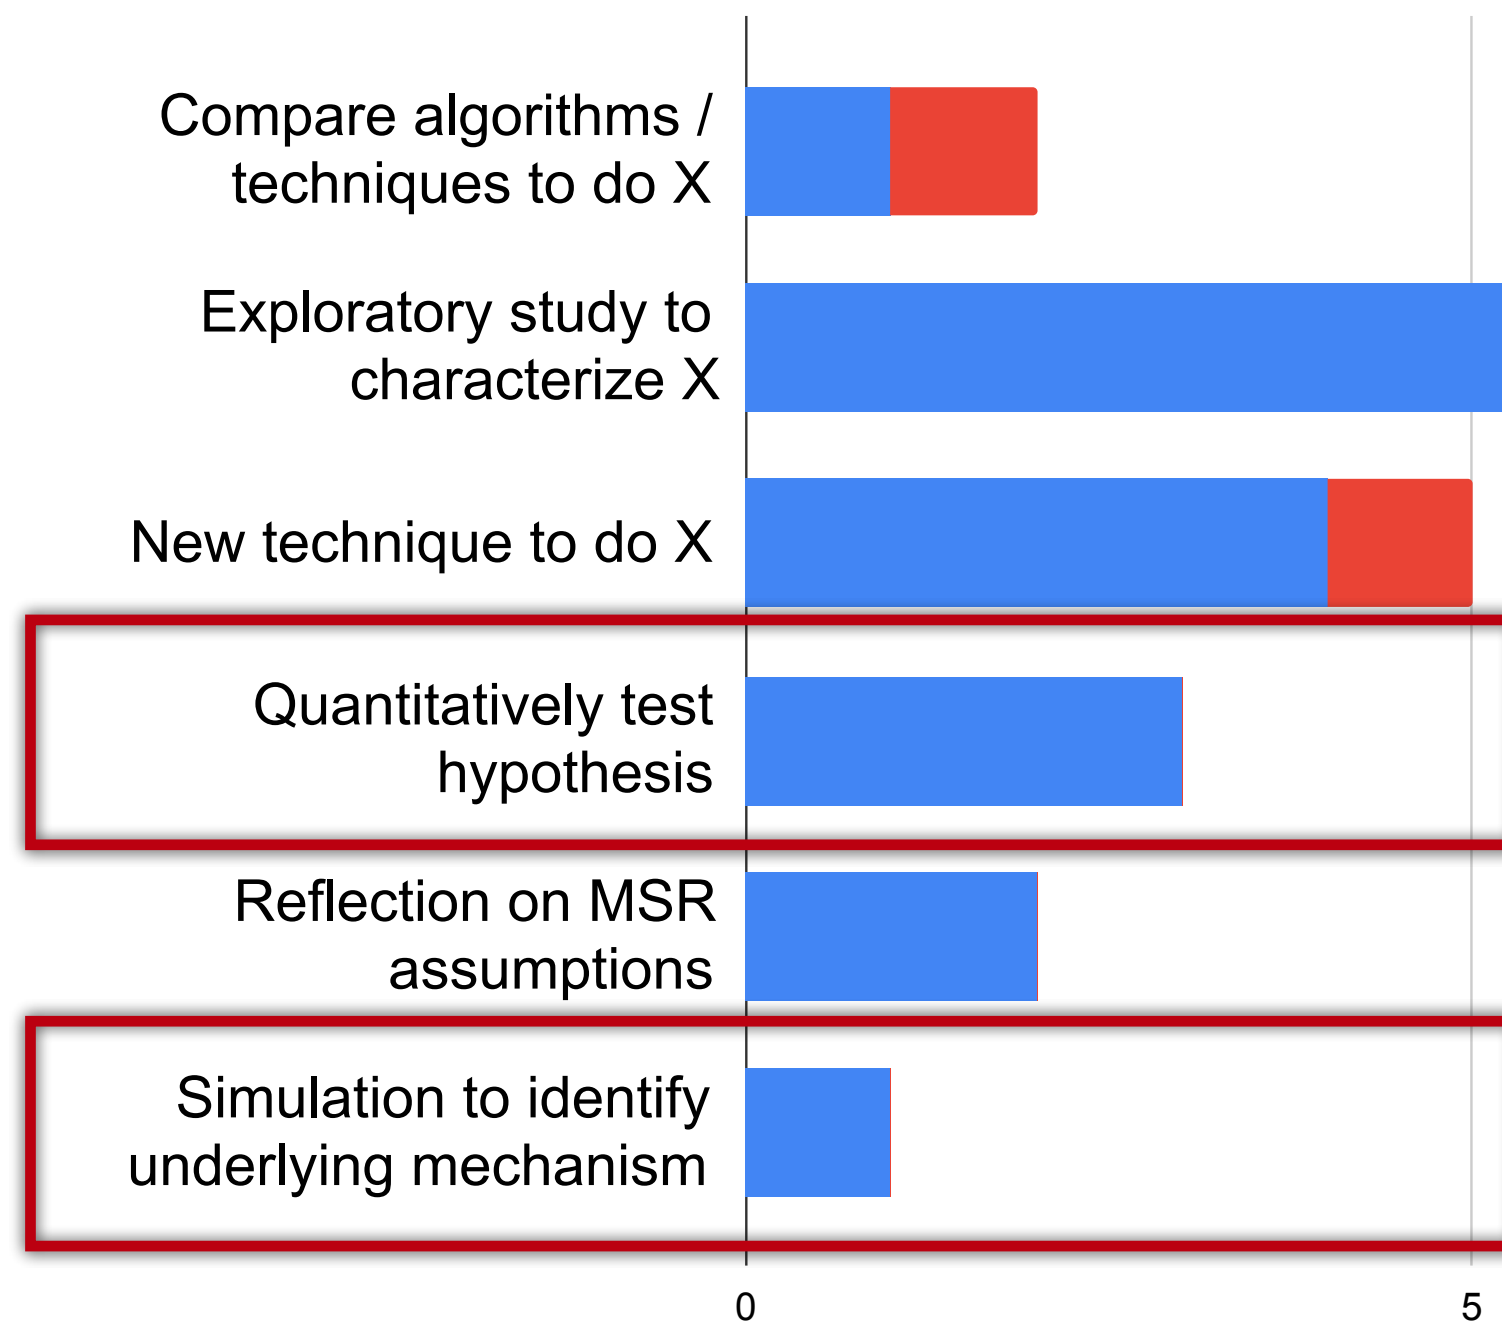 Compare algorithms /
techniques to do X
Exploratory study to
characterize X
New technique to do X
Quantitatively test
hypothesis
Reflection on MSR
assumptions
Simulation to identify
underlying mechanism
0
5